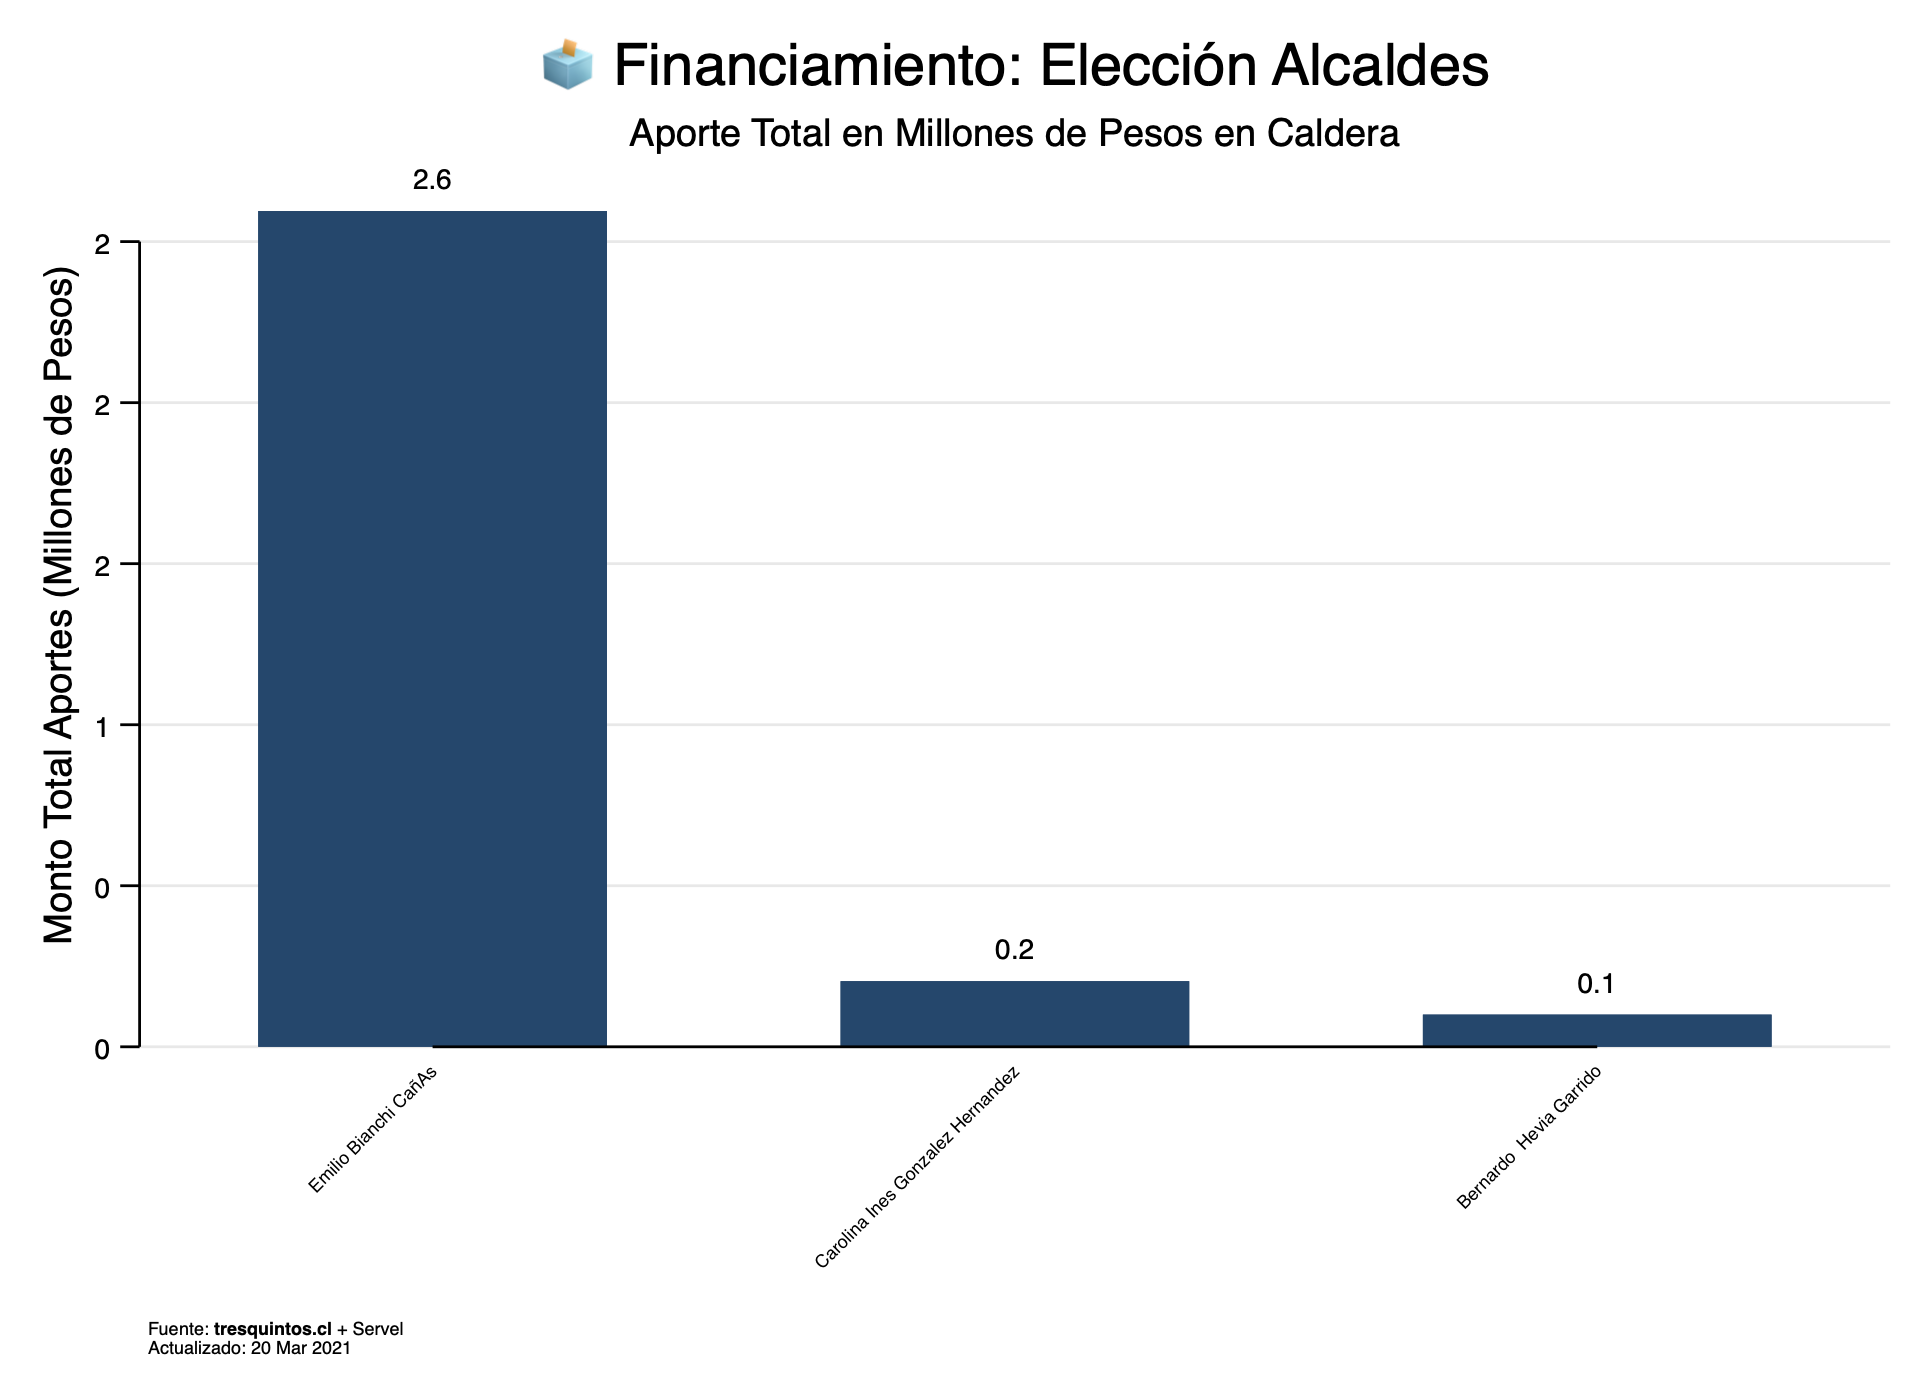 🗳 Financiamiento: Elección Alcaldes
Aporte Total en Millones de Pesos en Caldera
Monto Total Aportes (Millones de Pesos)
2
2
2
1
0
0
2.6
0.2
0.1
Emilio Bianchi CañAs
Carolina Ines Gonzalez Hernandez
Bernardo  Hevia Garrido
Fuente: tresquintos.cl + Servel
Actualizado: 20 Mar 2021